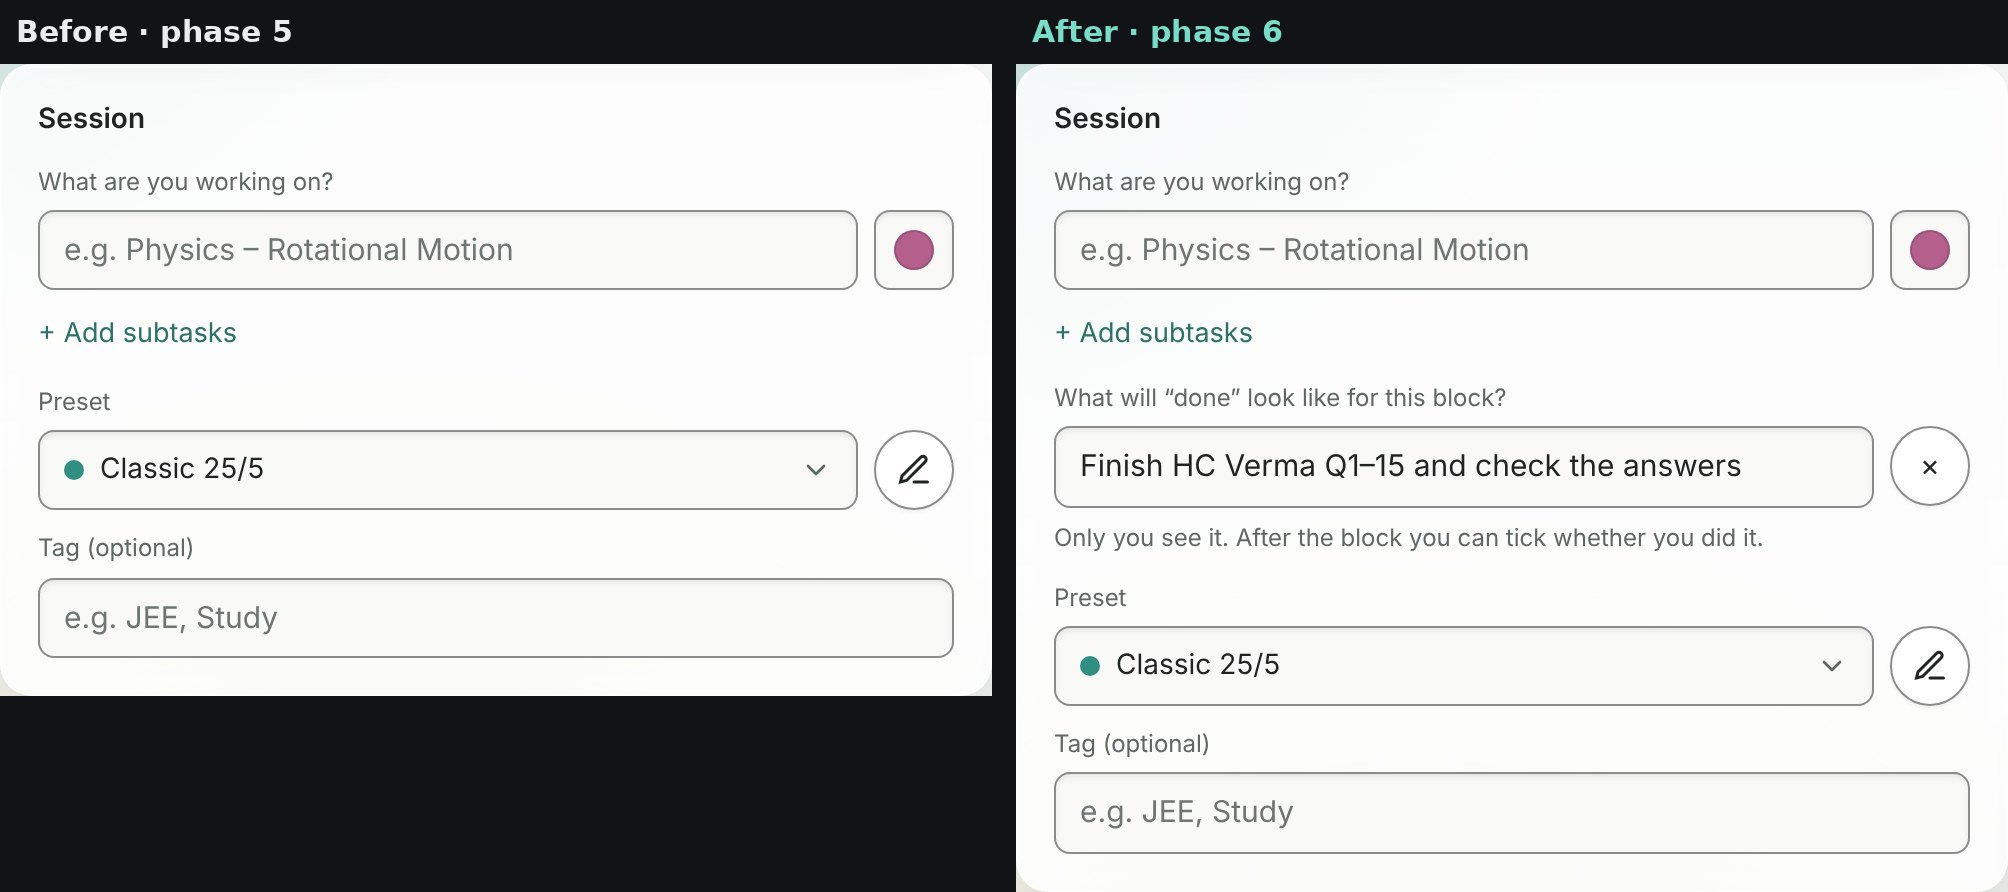 Before · phase 5
Session
What are you working on?
e.g. Physics – Rotational Motion
+ Add subtasks
Preset
Classic 25/5
Tag (optional)
e.g. JEE, Study
After · phase 6
Session
What are you working on?
e.g. Physics – Rotational Motion
+ Add subtasks
What will “done” look like for this block?
Finish HC Verma Q1–15 and check the answers
Only you see it. After the block you can tick whether you did it.
Preset
Classic 25/5
Tag (optional)
e.g. JEE, Study